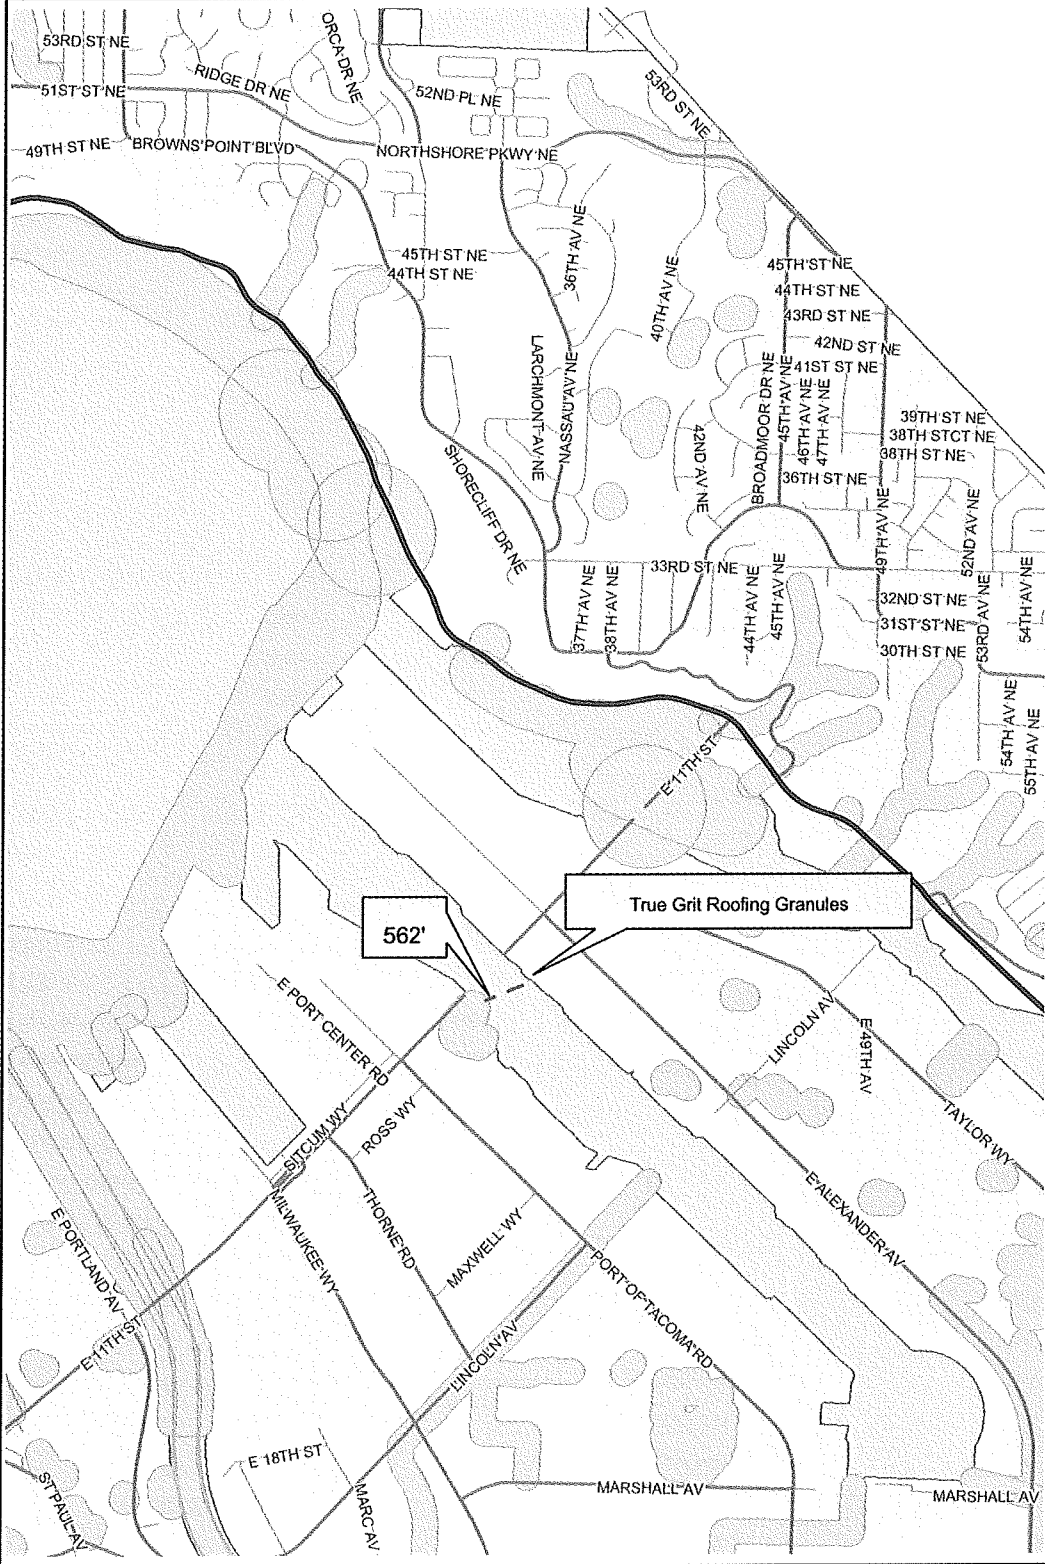 53RD ST NE
ORCA DR NE
RIDGE DR NE
51ST ST NE
52ND PL NE
53RD ST NE
49TH ST NE
BROWNS POINT BLVD
NORTHSHORE PKWY NE
45TH ST NE
44TH ST NE
36TH AV NE
40TH AV NE
45TH ST NE
44TH ST NE
43RD ST NE
42ND ST NE
41ST ST NE
LARCHMONT AV NE
NASSAU AV NE
BROADMOOR DR NE
45TH AV NE
46TH AV NE
47TH AV NE
39TH ST NE
38TH STCT NE
38TH ST NE
42ND AV NE
36TH ST NE
SHORECLIFF DR NE
49TH AV NE
52ND AV NE
33RD ST NE
37TH AV NE
38TH AV NE
44TH AV NE
45TH AV NE
32ND ST NE
31ST ST NE
30TH ST NE
53RD AV NE
54TH AV NE
54TH AV NE
55TH AV NE
E 11TH ST
True Grit Roofing Granules
562'
E PORT CENTER RD
LINCOLN AV
E 49TH AV
TAYLOR WY
SITCUM WY
ROSS WY
E ALEXANDER AV
E PORTLAND AV
MILWAUKEE WY
THORNE RD
MAXWELL WY
PORT OF TACOMA RD
E 11TH ST
LINCOLN AV
E 18TH ST
MARC AV
ST PAUL AV
MARSHALL AV
MARSHALL AV